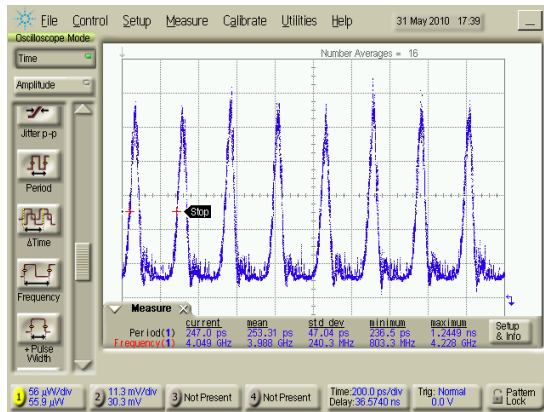 File Control Setup Measure Calibrate Utilities Help 31 May 2010 17:39
Oscilloscope Mode
Time
Amplitude
Number Averages = 16
Jitter p-p
Period
ΔTime
Frequency
+ Pulse
Width
Stop
Measure
current mean std dev minimum maximum
Period(1) 247.0 ps 253.31 ps 47.04 ps 236.5 ps 1.2449 ns
Frequency(1) 4.049 GHz 3.988 GHz 240.3 MHz 803.3 MHz 4.228 GHz
Setup
& Info
1) 56 µW/div
55.9 µW
2) 11.3 mV/div
30.3 mV
3) Not Present
4) Not Present
Time:200.0 ps/div
Delay:36.5740 ns
Trig: Normal
0.0 V
Pattern
Lock